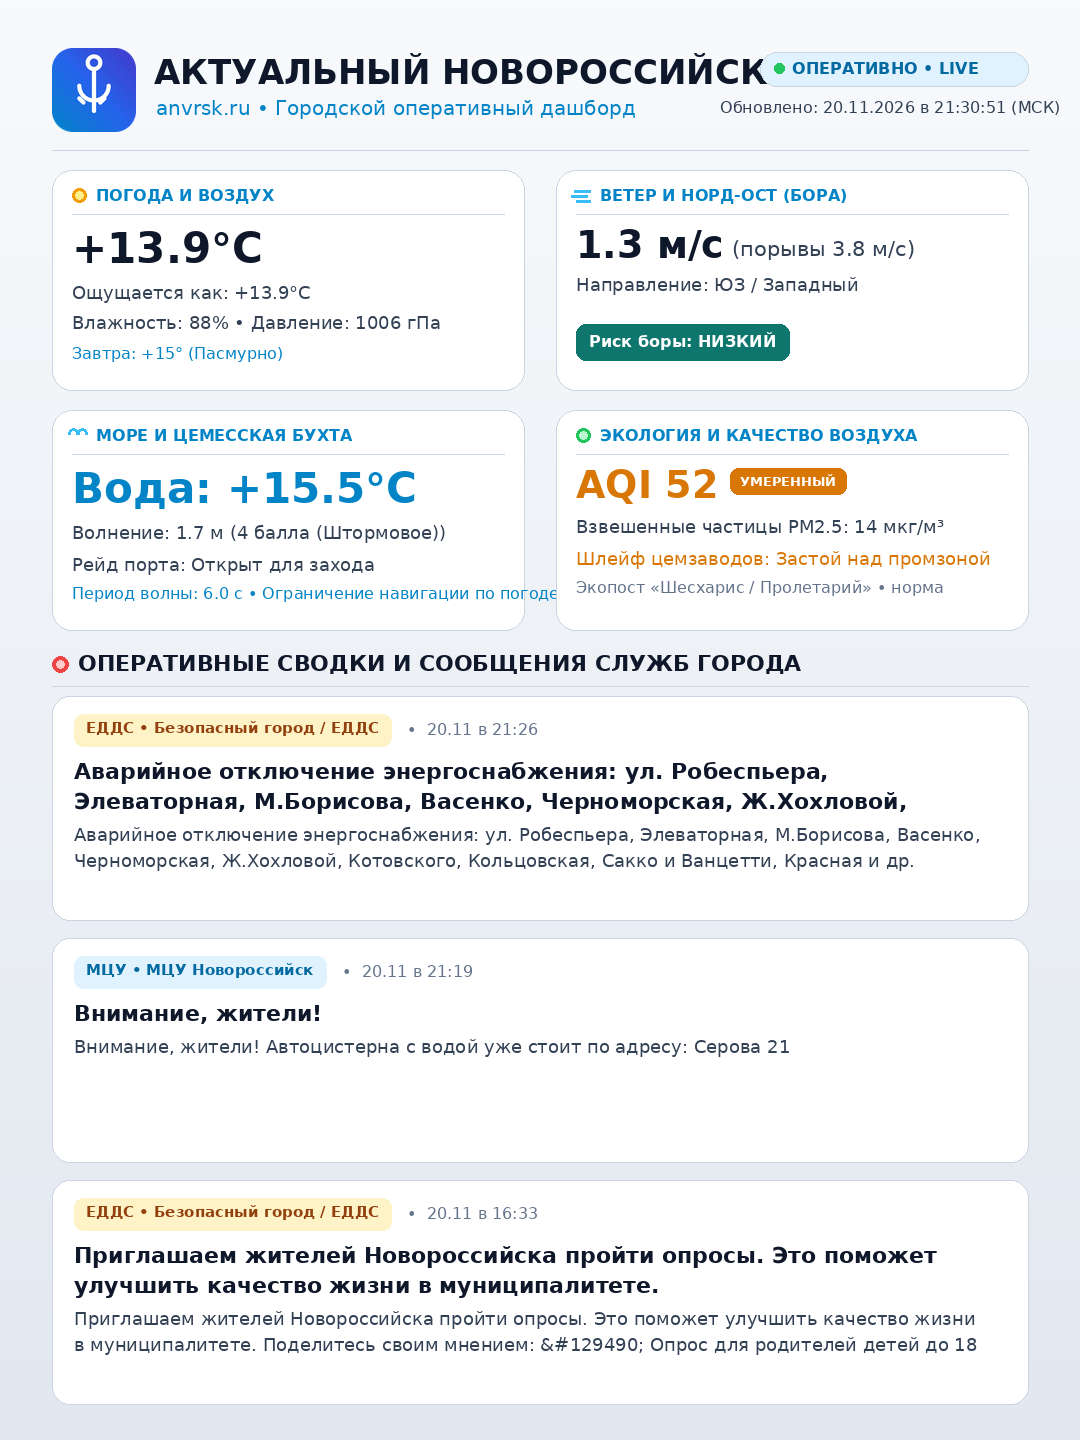 АКТУАЛЬНЫЙ НОВОРОССИЙСК
ОПЕРАТИВНО • LIVE
anvrsk.ru • Городской оперативный дашборд
Обновлено: 20.11.2026 в 21:30:51 (МСК)
ПОГОДА И ВОЗДУХ
+13.9°C
Ощущается как: +13.9°C
Влажность: 88% • Давление: 1006 гПа
Завтра: +15° (Пасмурно)
ВЕТЕР И НОРД-ОСТ (БОРА)
1.3 м/с (порывы 3.8 м/с)
Направление: ЮЗ / Западный
Риск боры: НИЗКИЙ
МОРЕ И ЦЕМЕССКАЯ БУХТА
Вода: +15.5°C
Волнение: 1.7 м (4 балла (Штормовое))
Рейд порта: Открыт для захода
Период волны: 6.0 с • Ограничение навигации по погоде
ЭКОЛОГИЯ И КАЧЕСТВО ВОЗДУХА
AQI 52 УМЕРЕННЫЙ
Взвешенные частицы PM2.5: 14 мкг/м³
Шлейф цемзаводов: Застой над промзоной
Экопост «Шесхарис / Пролетарий» • норма
ОПЕРАТИВНЫЕ СВОДКИ И СООБЩЕНИЯ СЛУЖБ ГОРОДА
ЕДДС • Безопасный город / ЕДДС • 20.11 в 21:26
Аварийное отключение энергоснабжения: ул. Робеспьера,
Элеваторная, М.Борисова, Васенко, Черноморская, Ж.Хохловой,
Аварийное отключение энергоснабжения: ул. Робеспьера, Элеваторная, М.Борисова, Васенко,
Черноморская, Ж.Хохловой, Котовского, Кольцовская, Сакко и Ванцетти, Красная и др.
МЦУ • МЦУ Новороссийск • 20.11 в 21:19
Внимание, жители!
Внимание, жители! Автоцистерна с водой уже стоит по адресу: Серова 21
ЕДДС • Безопасный город / ЕДДС • 20.11 в 16:33
Приглашаем жителей Новороссийска пройти опросы. Это поможет
улучшить качество жизни в муниципалитете.
Приглашаем жителей Новороссийска пройти опросы. Это поможет улучшить качество жизни
в муниципалитете. Поделитесь своим мнением: &#129490; Опрос для родителей детей до 18